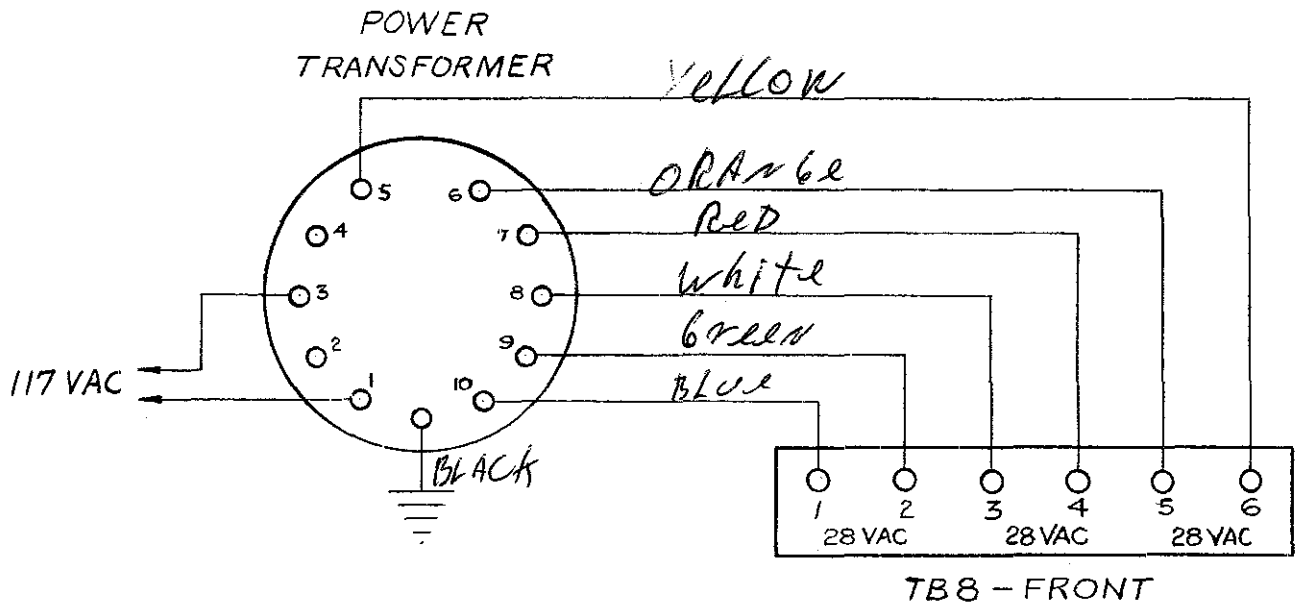 POWER
TRANSFORMER
Yellow
5
6
ORANGe
4
7
ReD
3
8
White
2
9
Green
117 VAC
1
10
BLUe
BLACK
1 2 3 4 5 6
28 VAC 28 VAC 28 VAC
TB8 - FRONT